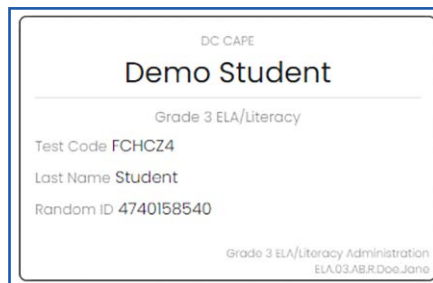 DC CAPE
Demo Student
Grade 3 ELA/Literacy
Test Code FCHCZ4
Last Name Student
Random ID 4740158540
Grade 3 ELA/Literacy Administration
ELA.03.AB.R.Doe.Jane